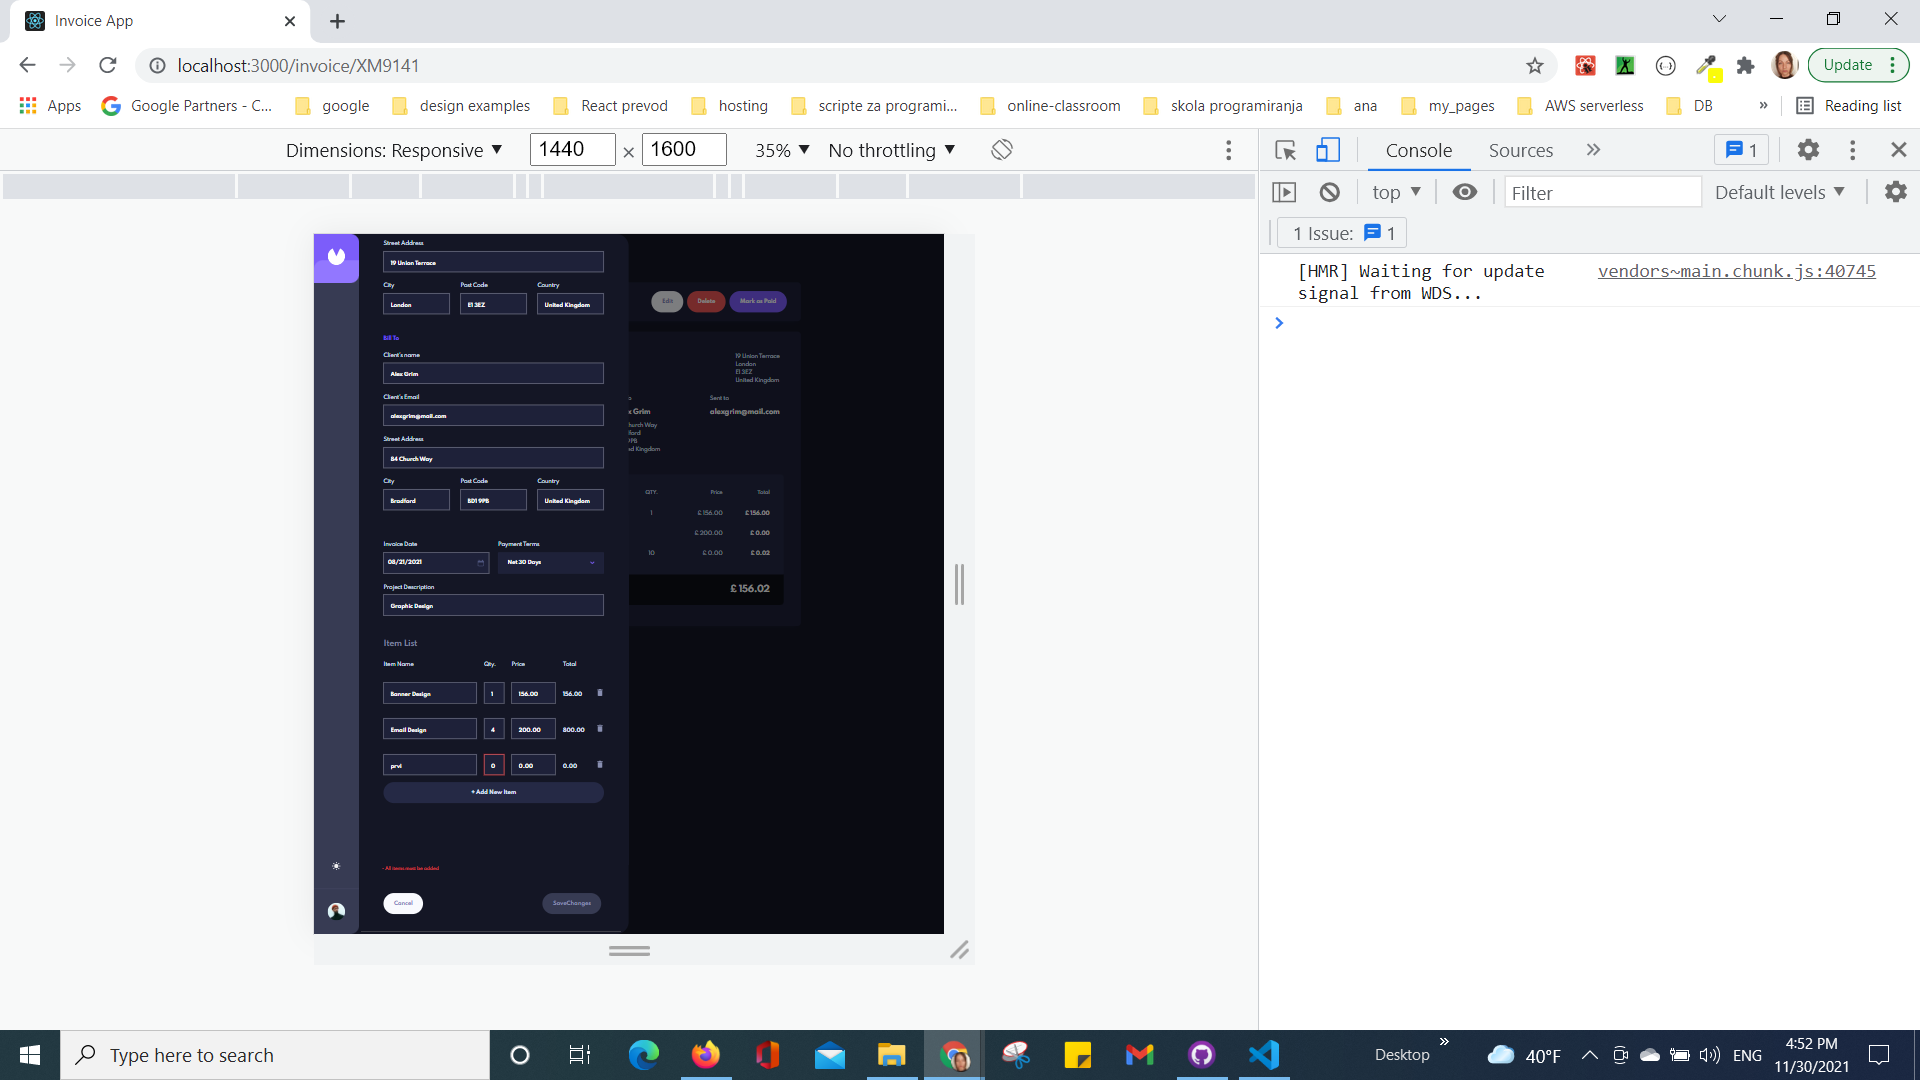 Invoice App
localhost:3000/invoice/XM9141
Update
Apps
Google Partners - C...
google
design examples
React prevod
hosting
scripte za programi...
online-classroom
skola programiranja
ana
my_pages
AWS serverless
DB
»
Reading list
Dimensions: Responsive
1440 × 1600
35%
No throttling
Console
Sources
1
top
Filter
Default levels
1 Issue: 1
[HMR] Waiting for update vendors~main.chunk.js:40745
signal from WDS...
Street Address
19 Union Terrace
City Post Code Country
London E1 3EZ United Kingdom
Bill To
Client's name
Alex Grim
Client's Email
alexgrim@mail.com
Street Address
84 Church Way
City Post Code Country
Bradford BD1 9PB United Kingdom
Invoice Date Payment Terms
08/21/2021 Net 30 Days
Project Description
Graphic Design
Item List
Item Name Qty. Price Total
Banner Design 1 156.00 156.00
Email Design 4 200.00 800.00
prvi 0 0.00 0.00
+ Add New Item
- All items must be added
Cancel
SaveChanges
Edit
Delete
Mark as Paid
19 Union Terrace
London
E1 3EZ
United Kingdom
Sent to
alexgrim@mail.com
Grim
Way
Kingdom
QTY. Price Total
1 £ 156.00 £ 156.00
£ 200.00 £ 0.00
10 £ 0.00 £ 0.02
£ 156.02
Type here to search
Desktop
»
40°F
ENG
4:52 PM
11/30/2021